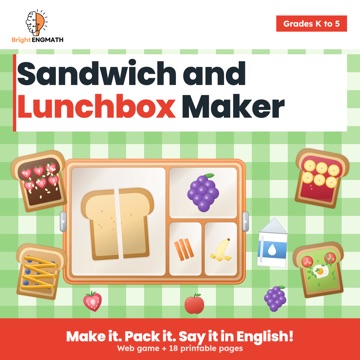 Bright ENGMATH
Grades K to 5
Sandwich and
Lunchbox Maker
Make it. Pack it. Say it in English!
Web game + 18 printable pages